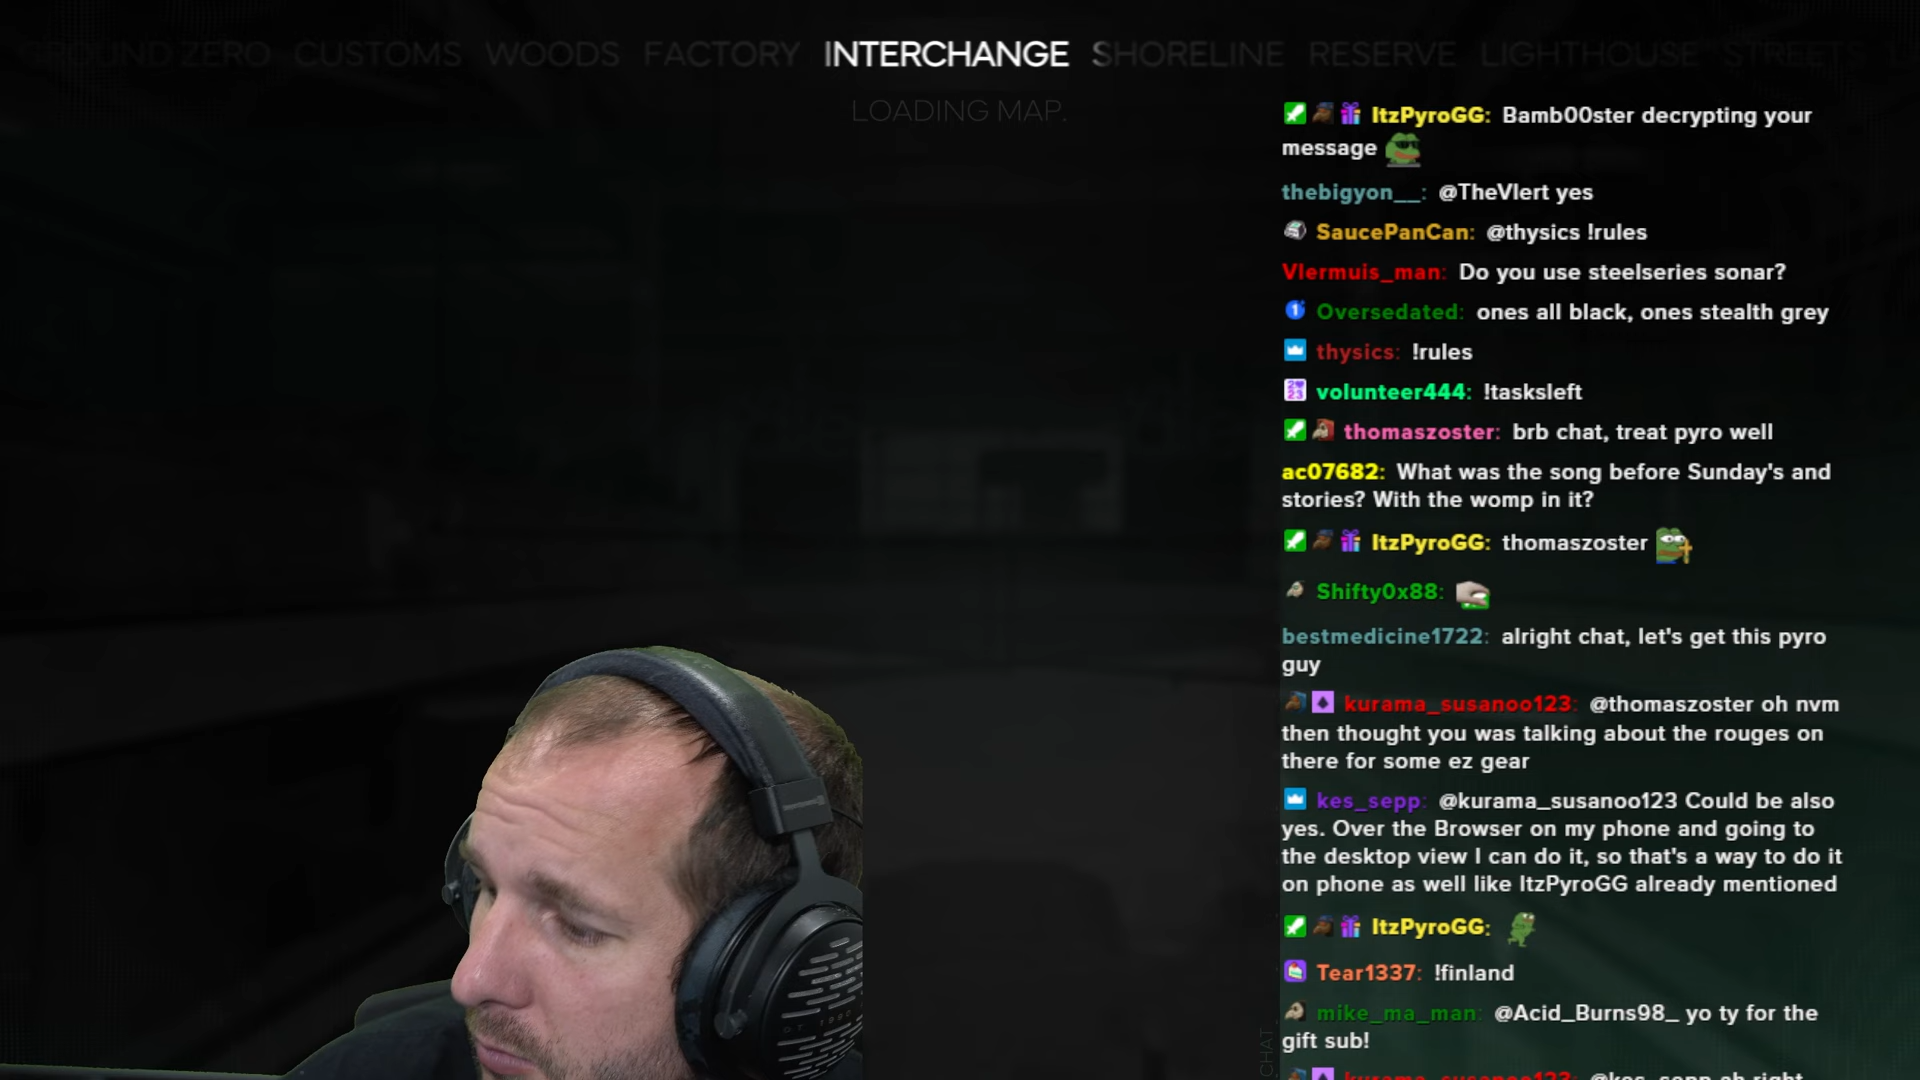 GROUND ZERO CUSTOMS WOODS FACTORY INTERCHANGE SHORELINE RESERVE LIGHTHOUSE STREETS
LOADING MAP.
ItzPyroGG: Bamb00ster decrypting your
message
thebigyon__: @TheVlert yes
SaucePanCan: @thysics !rules
Vlermuis_man: Do you use steelseries sonar?
Oversedated: ones all black, ones stealth grey
thysics: !rules
volunteer444: !tasksleft
thomaszoster: brb chat, treat pyro well
ac07682: What was the song before Sunday's and
stories? With the womp in it?
ItzPyroGG: thomaszoster
Shifty0x88:
bestmedicine1722: alright chat, let's get this pyro
guy
kurama_susanoo123: @thomaszoster oh nvm
then thought you was talking about the rouges on
there for some ez gear
kes_sepp: @kurama_susanoo123 Could be also
yes. Over the Browser on my phone and going to
the desktop view I can do it, so that's a way to do it
on phone as well like ItzPyroGG already mentioned
ItzPyroGG:
Tear1337: !finland
mike_ma_man: @Acid_Burns98_ yo ty for the
gift sub!
kurama_susanoo123: @kes_sepp oh right
CHAT